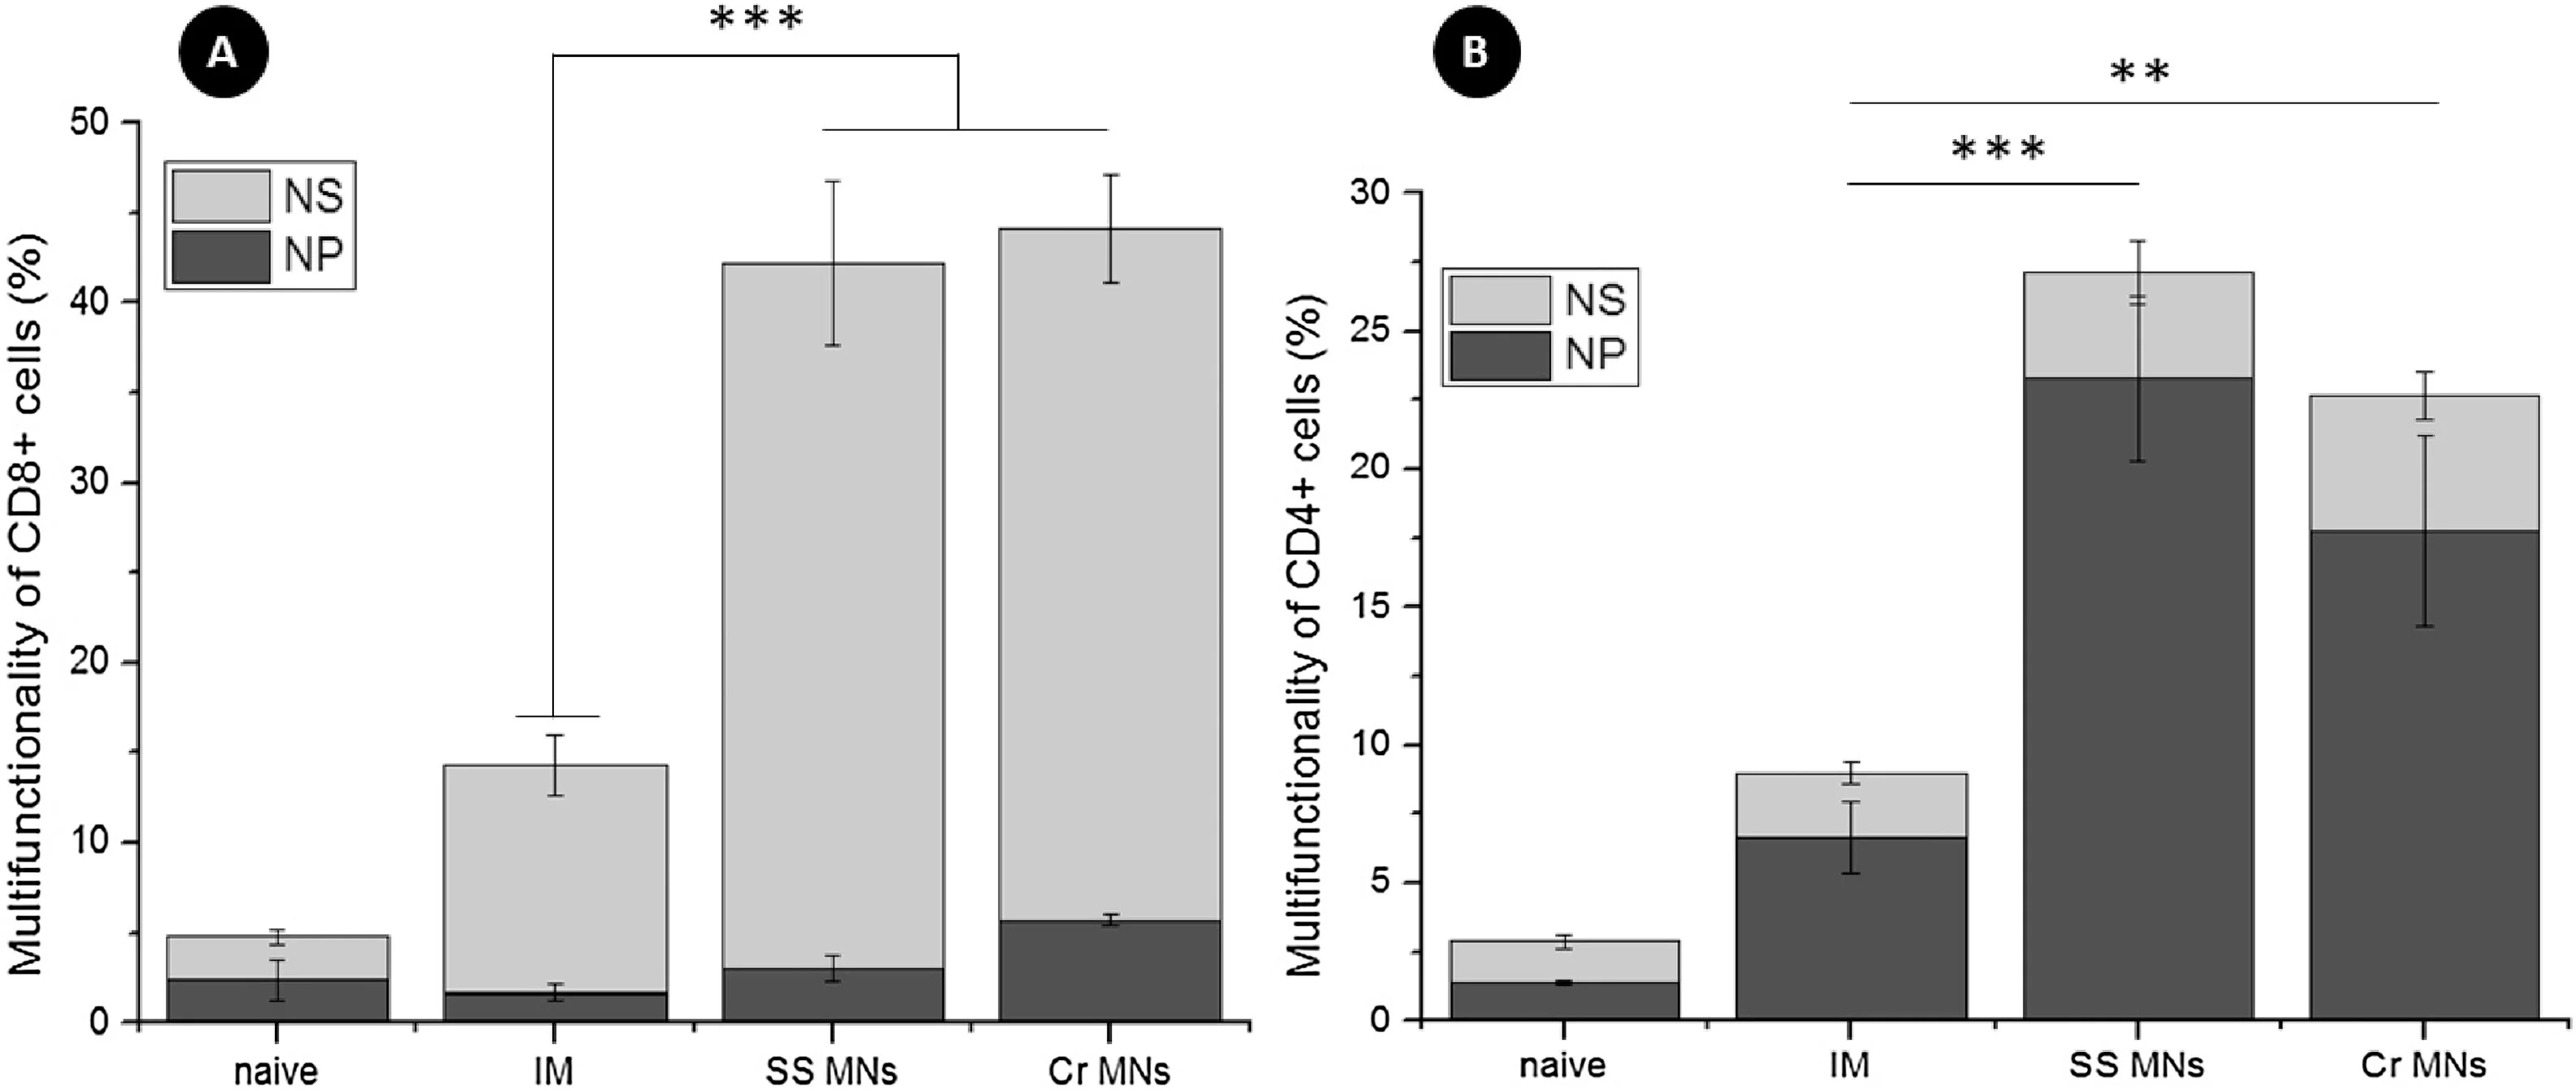 A
***
Multifunctionality of CD8+ cells (%)
50
40
30
20
10
0
NS
NP
naive IM SS MNs Cr MNs
B
**
***
Multifunctionality of CD4+ cells (%)
30
25
20
15
10
5
0
NS
NP
naive IM SS MNs Cr MNs